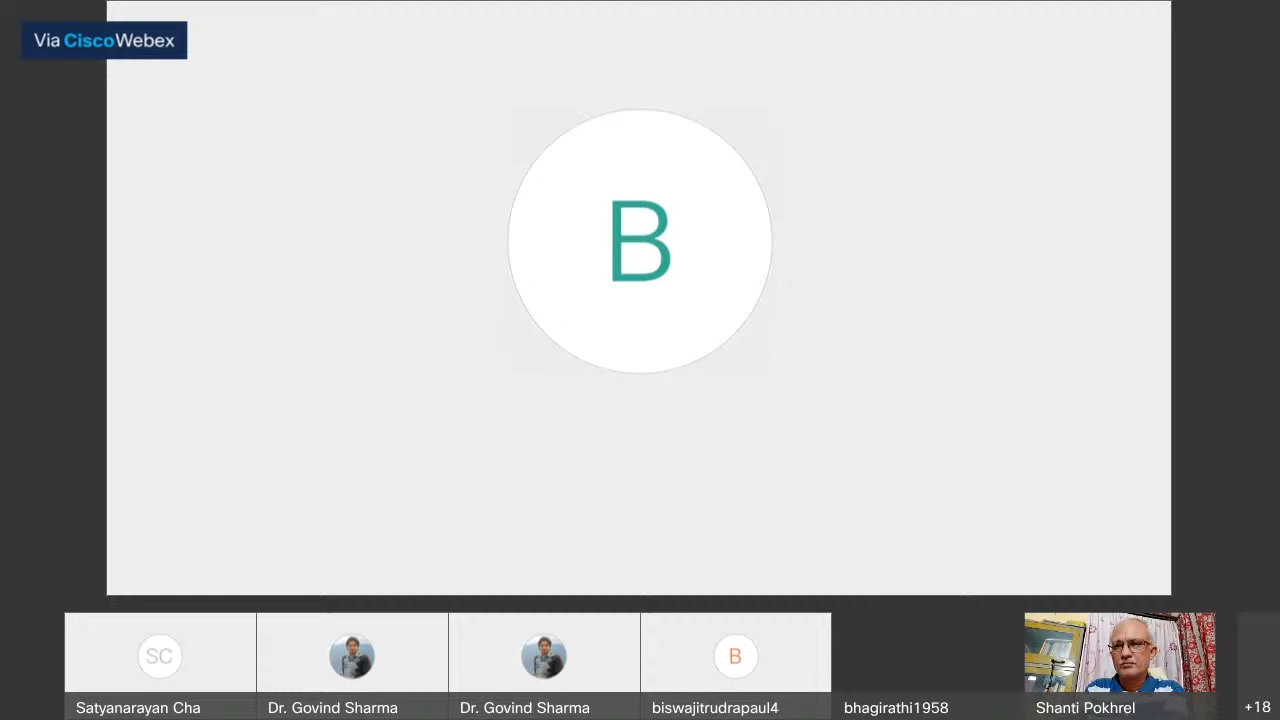 Via CiscoWebex
B
SC
B
Satyanarayan Cha
Dr. Govind Sharma
Dr. Govind Sharma
biswajitrudrapaul4
bhagirathi1958
Shanti Pokhrel
+18